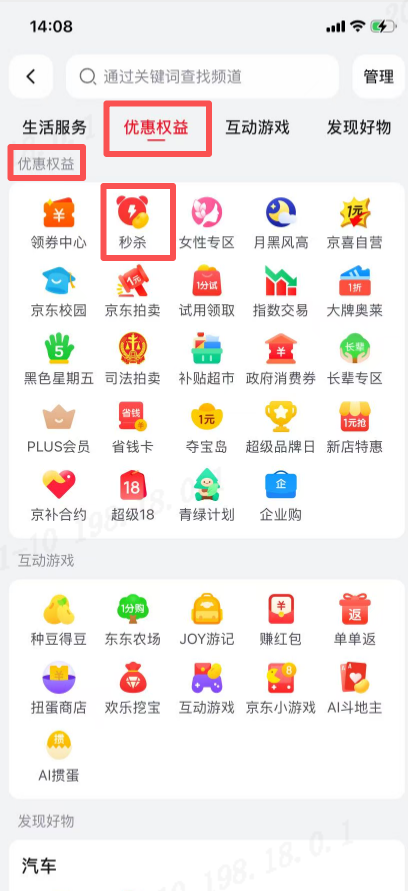 14:08
通过关键词查找频道
管理
生活服务 优惠权益 互动游戏 发现好物
优惠权益
领券中心 秒杀 女性专区 月黑风高 京喜自营
京东校园 京东拍卖 试用领取 指数交易 大牌奥莱
黑色星期五 司法拍卖 补贴超市 政府消费券 长辈专区
PLUS会员 省钱卡 夺宝岛 超级品牌日 新店特惠
京补合约 超级18 青绿计划 企业购
互动游戏
种豆得豆 东东农场 JOY游记 赚红包 单单返
扭蛋商店 欢乐挖宝 互动游戏 京东小游戏 AI斗地主
AI掼蛋
发现好物
汽车